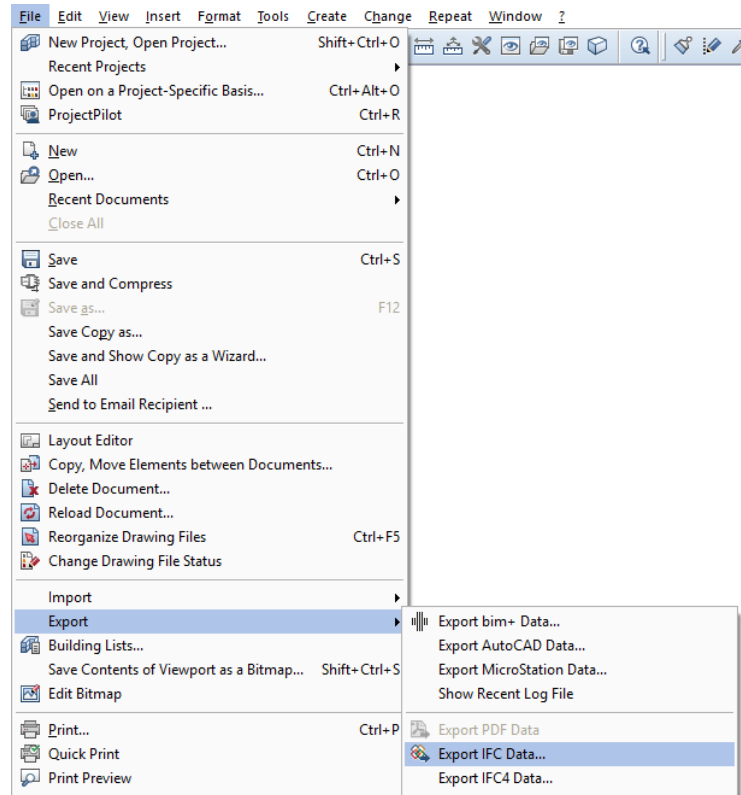 File Edit View Insert Format Tools Create Change Repeat Window ?
New Project, Open Project... Shift+Ctrl+O
Recent Projects
Open on a Project-Specific Basis... Ctrl+Alt+O
ProjectPilot Ctrl+R
New Ctrl+N
Open... Ctrl+O
Recent Documents
Close All
Save Ctrl+S
Save and Compress
Save as... F12
Save Copy as...
Save and Show Copy as a Wizard...
Save All
Send to Email Recipient ...
Layout Editor
Copy, Move Elements between Documents...
Delete Document...
Reload Document...
Reorganize Drawing Files Ctrl+F5
Change Drawing File Status
Import
Export
Export bim+ Data...
Building Lists...
Export AutoCAD Data...
Save Contents of Viewport as a Bitmap... Shift+Ctrl+S
Export MicroStation Data...
Edit Bitmap
Show Recent Log File
Print... Ctrl+P
Export PDF Data
Quick Print
Export IFC Data...
Print Preview
Export IFC4 Data...